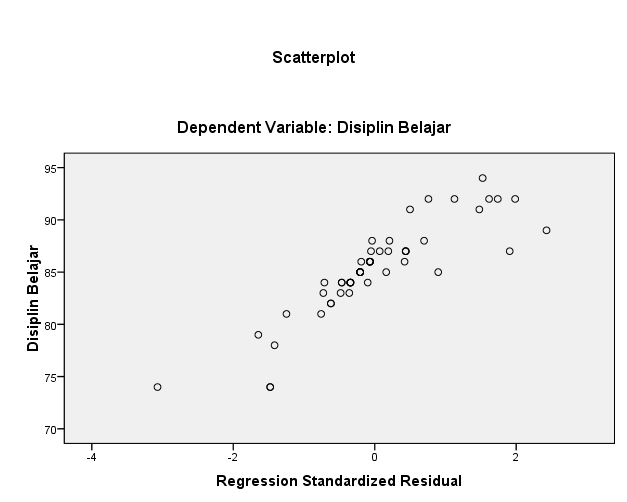 Scatterplot
Dependent Variable: Disiplin Belajar
Disiplin Belajar
95
90
85
80
75
70
-4
-2
0
2
Regression Standardized Residual